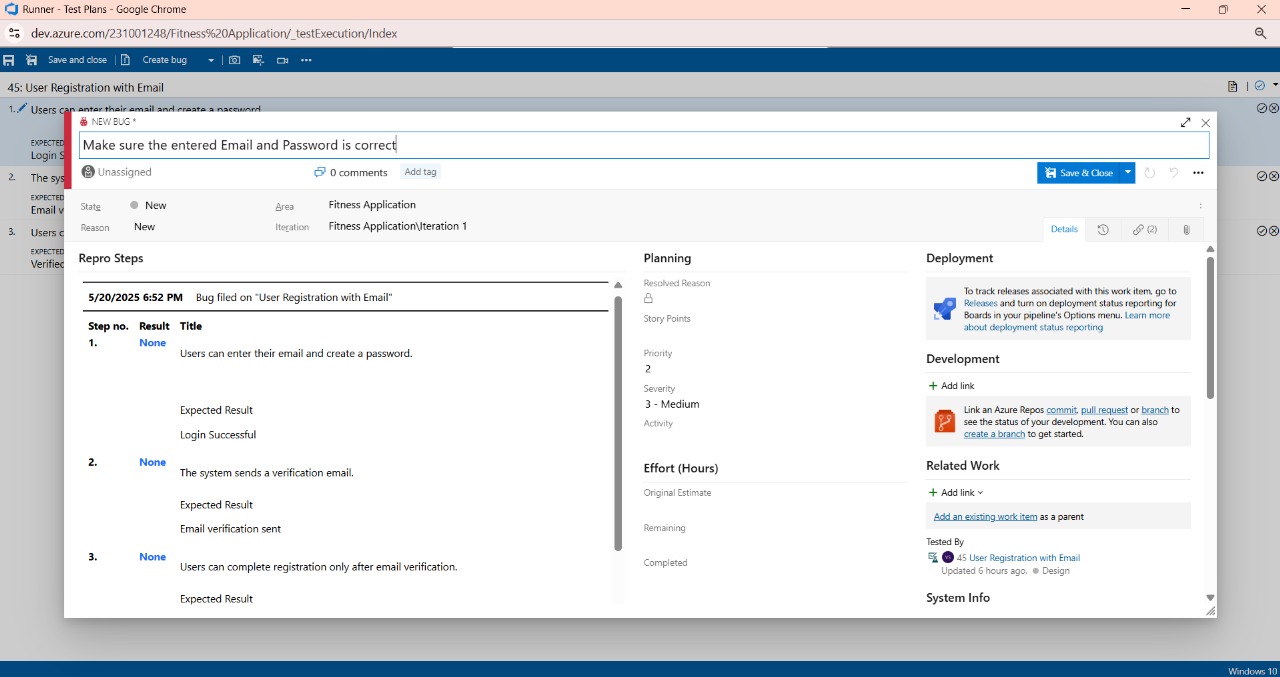 Runner - Test Plans - Google Chrome
dev.azure.com/231001248/Fitness%20Application/_testExecution/Index
Save and close
Create bug
45: User Registration with Email
1. Users can enter their email and create a password
EXPECTED
Login S
2. The sys
EXPECTED
Email v
3. Users c
EXPECTED
Verified
NEW BUG *
Make sure the entered Email and Password is correct
Unassigned
0 comments
Add tag
Save & Close
State New
Area Fitness Application
Reason New
Iteration Fitness Application\Iteration 1
Details
(2)
Repro Steps
5/20/2025 6:52 PM Bug filed on "User Registration with Email"
Step no. Result Title
1. None
Users can enter their email and create a password.
Expected Result
Login Successful
2. None
The system sends a verification email.
Expected Result
Email verification sent
3. None
Users can complete registration only after email verification.
Expected Result
Planning
Resolved Reason
Story Points
Priority
2
Severity
3 - Medium
Activity
Effort (Hours)
Original Estimate
Remaining
Completed
Deployment
To track releases associated with this work item, go to
Releases and turn on deployment status reporting for
Boards in your pipeline's Options menu. Learn more
about deployment status reporting
Development
Add link
Link an Azure Repos commit, pull request or branch to
see the status of your development. You can also
create a branch to get started.
Related Work
Add link
Add an existing work item as a parent
Tested By
45 User Registration with Email
Updated 6 hours ago, Design
System Info
Windows 10